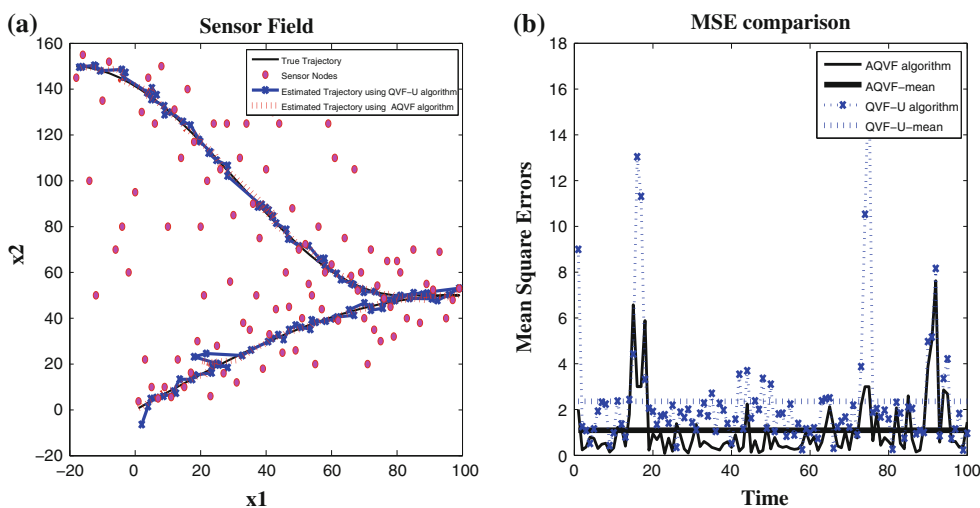 (a)
Sensor Field
160
140
120
100
80
60
40
20
0
−20
−20
0
20
40
60
80
100
x1
x2
True Trajectory
Sensor Nodes
Estimated Trajectory using QVF-U algorithm
Estimated Trajectory using AQVF algorithm
(b)
MSE comparison
18
16
14
12
10
8
6
4
2
0
0
20
40
60
80
100
Time
Mean Square Errors
AQVF algorithm
AQVF-mean
QVF-U algorithm
QVF-U-mean